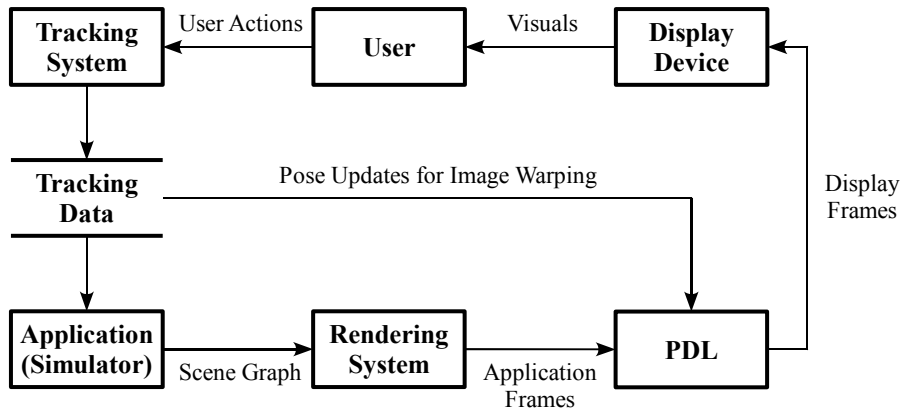 Tracking
System
User Actions
User
Visuals
Display
Device
Tracking
Data
Pose Updates for Image Warping
Display
Frames
Application
(Simulator)
Scene Graph
Rendering
System
Application
Frames
PDL